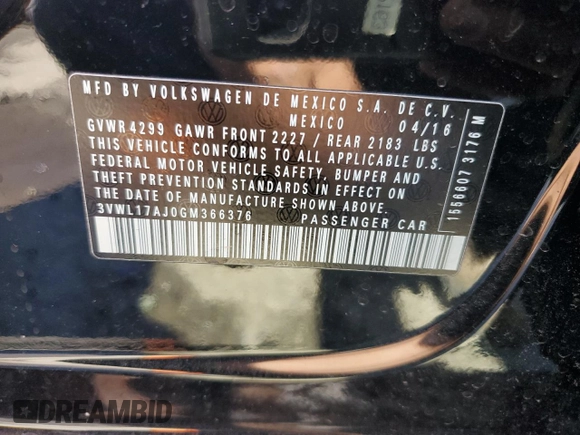 MFD BY VOLKSWAGEN DE MEXICO S.A. DE C.V.
MEXICO 04/16
GVWR 4299 GAWR FRONT 2227 / REAR 2183 LBS
THIS VEHICLE CONFORMS TO ALL APPLICABLE U.S.
FEDERAL MOTOR VEHICLE SAFETY, BUMPER AND
THEFT PREVENTION STANDARDS IN EFFECT ON
THE DATE OF MANUFACTURE SHOWN ABOVE.
3VWL17AJ0GM366376 PASSENGER CAR
1556607 3176 M
DREAMBID